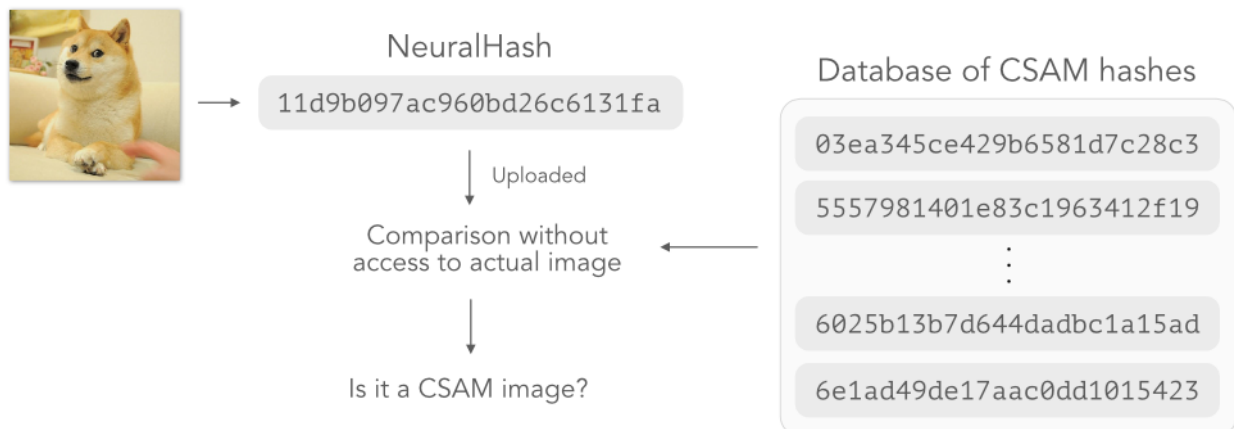 NeuralHash
11d9b097ac960bd26c6131fa
Uploaded
Comparison without
access to actual image
Is it a CSAM image?
Database of CSAM hashes
03ea345ce429b6581d7c28c3
5557981401e83c1963412f19
6025b13b7d644dadbc1a15ad
6e1ad49de17aac0dd1015423